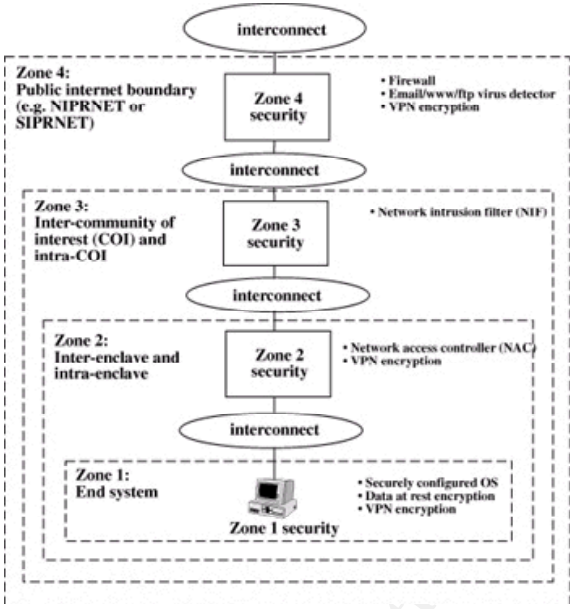 interconnect
Zone 4:
Public internet boundary
(e.g. NIPRNET or
SIPRNET)
Zone 4
security
• Firewall
• Email/www/ftp virus detector
• VPN encryption
interconnect
Zone 3:
Inter-community of
interest (COI) and
intra-COI
Zone 3
security
• Network intrusion filter (NIF)
interconnect
Zone 2:
Inter-enclave and
intra-enclave
Zone 2
security
• Network access controller (NAC)
• VPN encryption
interconnect
Zone 1:
End system
• Securely configured OS
• Data at rest encryption
• VPN encryption
Zone 1 security